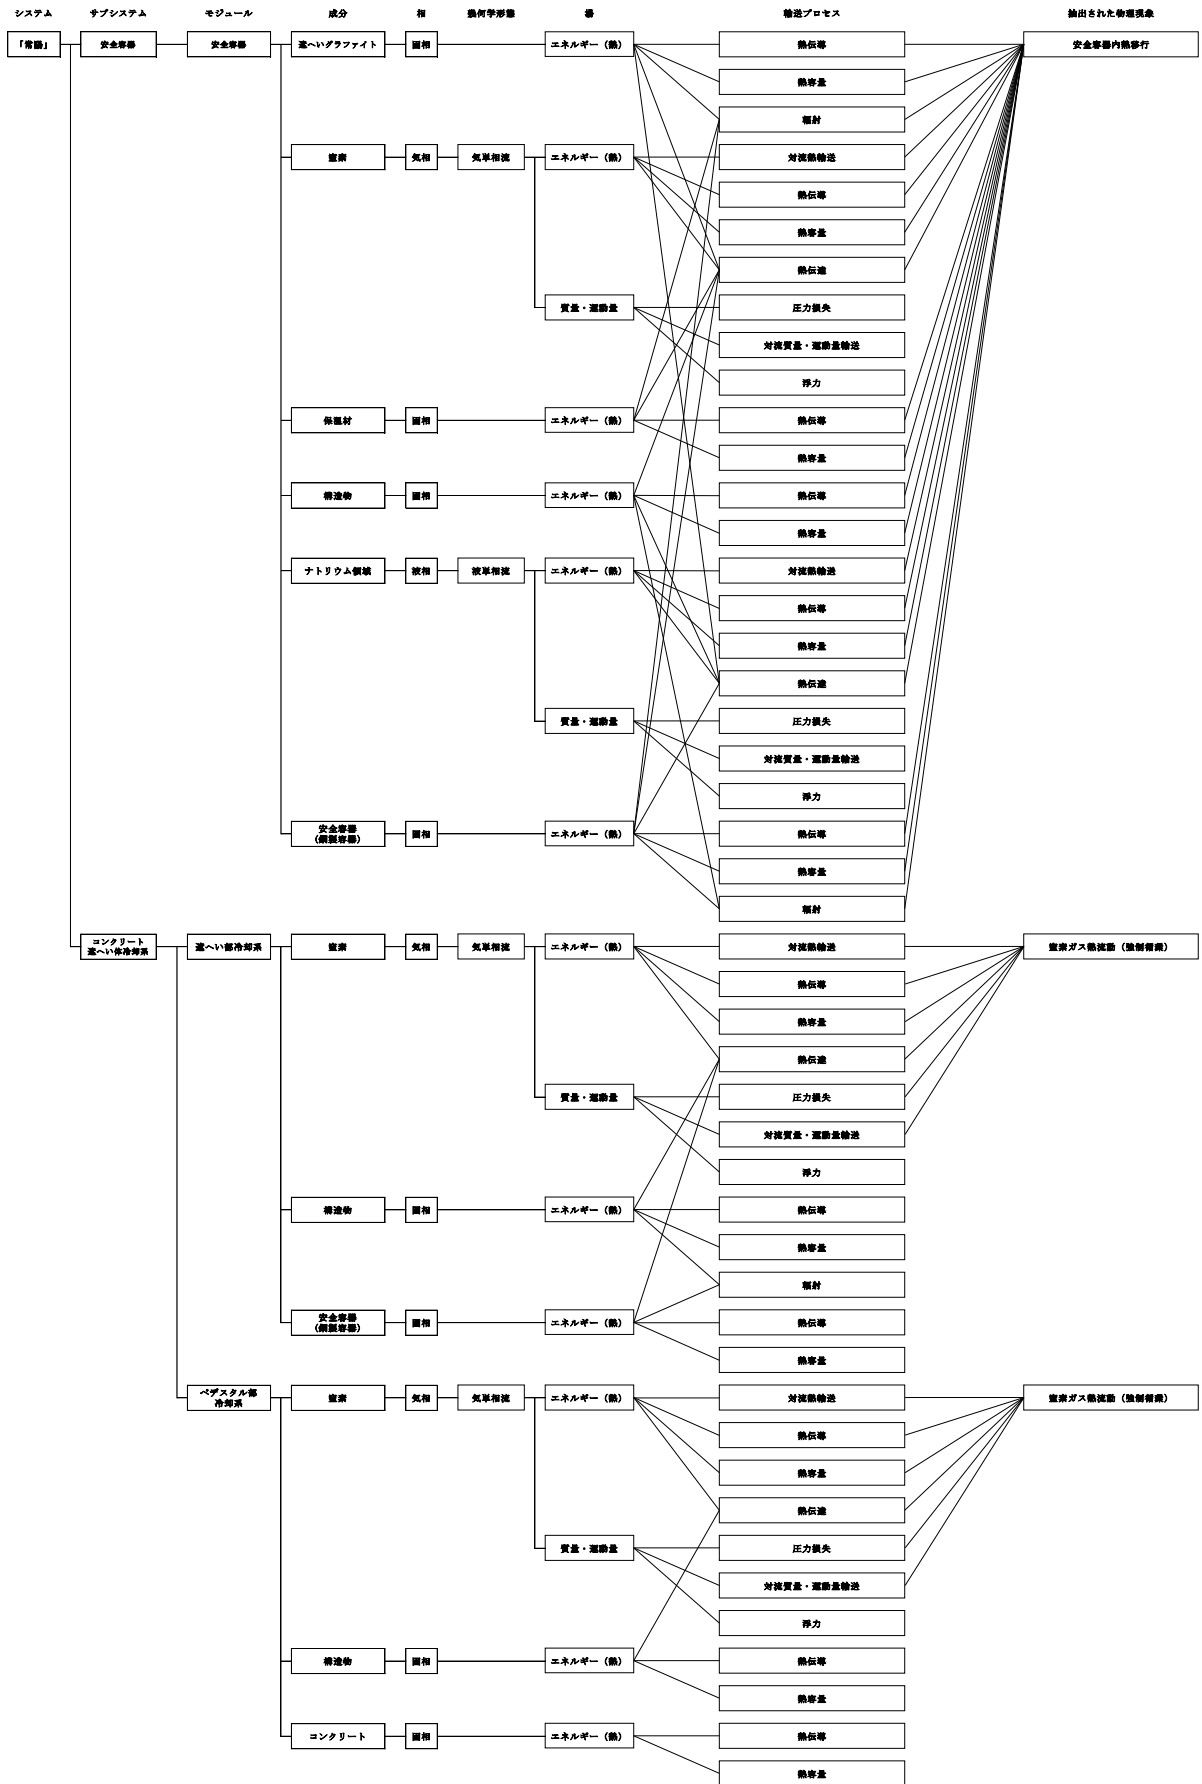 システム サブシステム モジュール 成分 相 幾何学形態 場 輸送プロセス 抽出された物理現象
「常陽」 安全容器 安全容器 遮へいグラファイト 固相 エネルギー（熱） 熱伝導 安全容器内熱移行
熱容量
輻射
窒素 気相 気単相流 エネルギー（熱） 対流熱輸送
熱伝導
熱容量
熱伝達
質量・運動量 圧力損失
対流質量・運動量輸送
浮力
保温材 固相 エネルギー（熱） 熱伝導
熱容量
構造物 固相 エネルギー（熱） 熱伝導
熱容量
ナトリウム領域 液相 液単相流 エネルギー（熱） 対流熱輸送
熱伝導
熱容量
熱伝達
質量・運動量 圧力損失
対流質量・運動量輸送
浮力
安全容器
（鋼製容器） 固相 エネルギー（熱） 熱伝導
熱容量
輻射
コンクリート
遮へい体冷却系 遮へい部冷却系 窒素 気相 気単相流 エネルギー（熱） 対流熱輸送 窒素ガス熱流動（強制循環）
熱伝導
熱容量
熱伝達
質量・運動量 圧力損失
対流質量・運動量輸送
浮力
構造物 固相 エネルギー（熱） 熱伝導
熱容量
輻射
安全容器
（鋼製容器） 固相 エネルギー（熱） 熱伝導
熱容量
ペデスタル部
冷却系 窒素 気相 気単相流 エネルギー（熱） 対流熱輸送 窒素ガス熱流動（強制循環）
熱伝導
熱容量
熱伝達
質量・運動量 圧力損失
対流質量・運動量輸送
浮力
構造物 固相 エネルギー（熱） 熱伝導
熱容量
コンクリート 固相 エネルギー（熱） 熱伝導
熱容量